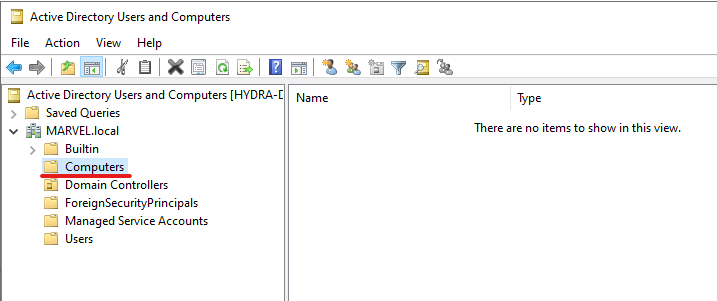 Active Directory Users and Computers
File Action View Help
Active Directory Users and Computers [HYDRA-D
Name Type
Saved Queries
There are no items to show in this view.
MARVEL.local
Builtin
Computers
Domain Controllers
ForeignSecurityPrincipals
Managed Service Accounts
Users